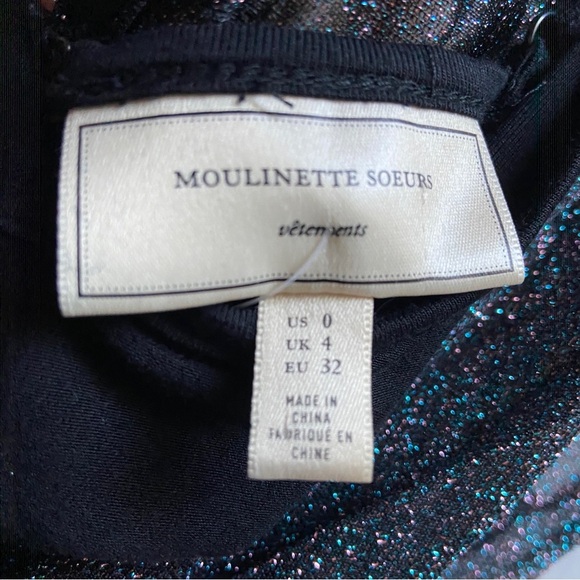 MOULINETTE SOEURS
vêtements
US 0
UK 4
EU 32
MADE IN
CHINA
FABRIQUÉ EN
CHINE